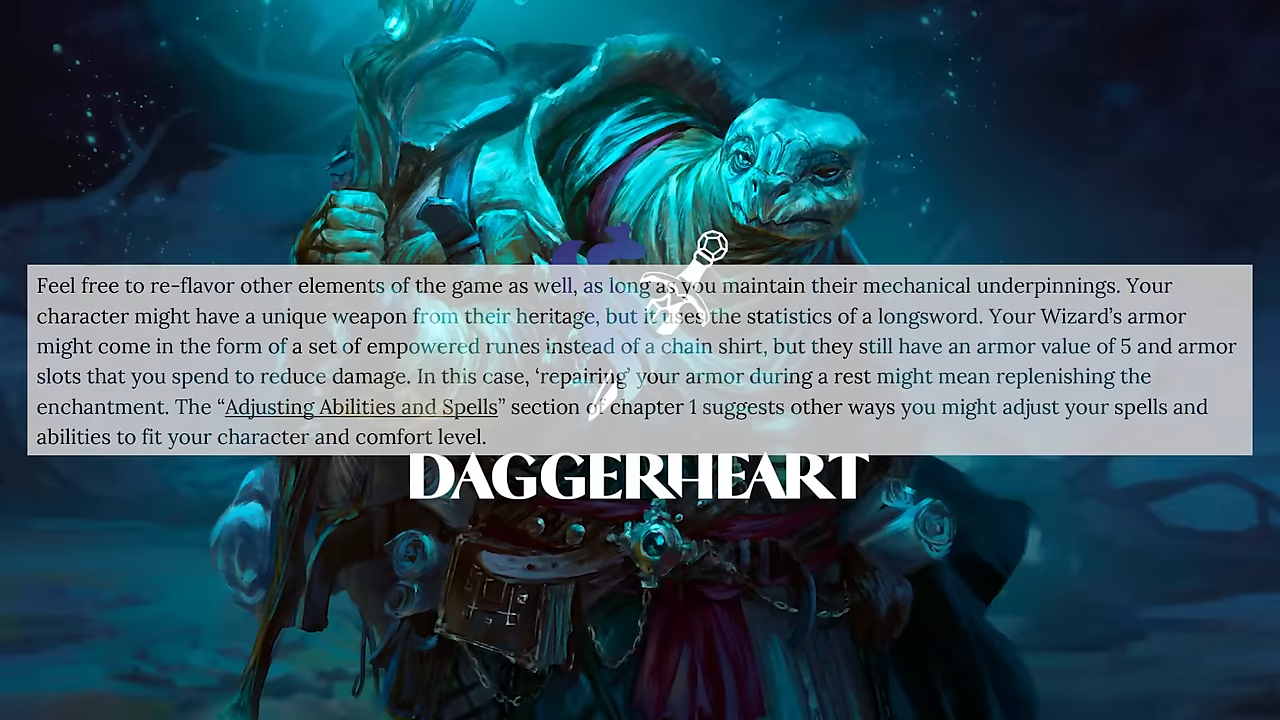 Feel free to re-flavor other elements of the game as well, as long as you maintain their mechanical underpinnings. Your
character might have a unique weapon from their heritage, but it uses the statistics of a longsword. Your Wizard’s armor
might come in the form of a set of empowered runes instead of a chain shirt, but they still have an armor value of 5 and armor
slots that you spend to reduce damage. In this case, ‘repairing’ your armor during a rest might mean replenishing the
enchantment. The “Adjusting Abilities and Spells” section of chapter 1 suggests other ways you might adjust your spells and
abilities to fit your character and comfort level.
DAGGERHEART